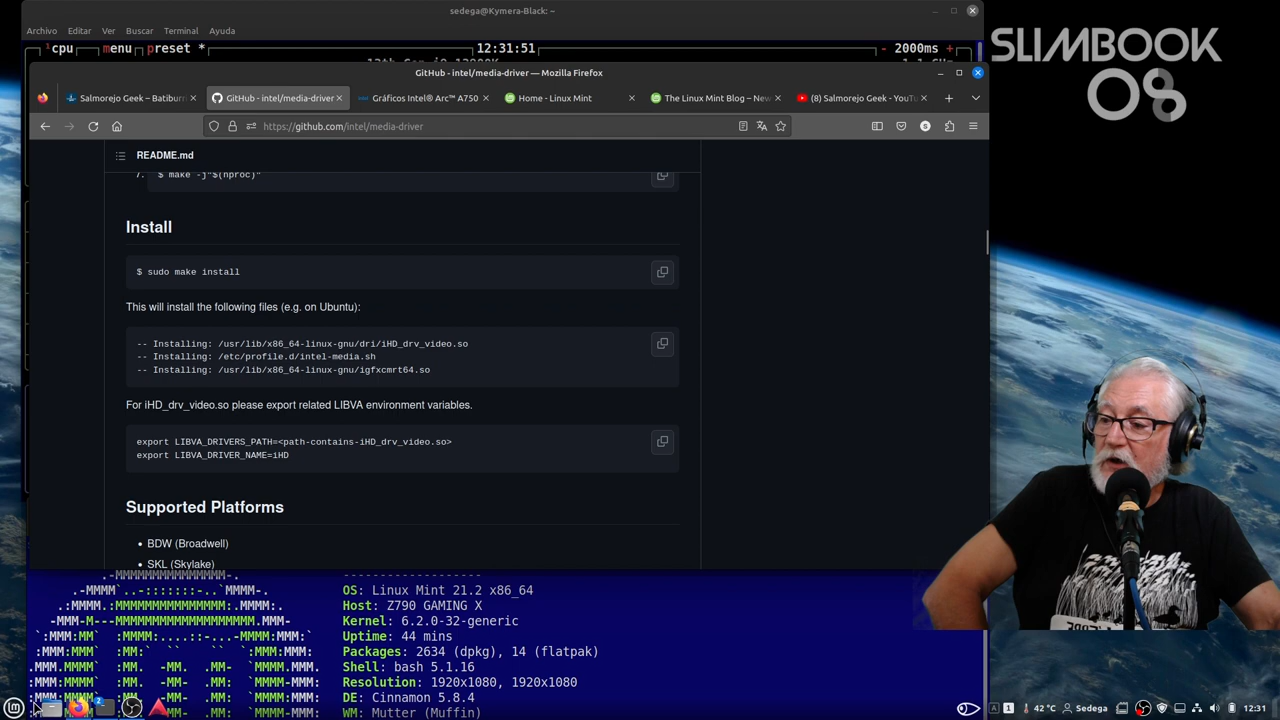 sedega@Kymera-Black: ~
Archivo Editar Ver Buscar Terminal Ayuda
¹cpu menu preset * 12:31:51 - 2000ms +
GitHub - intel/media-driver — Mozilla Firefox
Salmorejo Geek – Batiburr
GitHub - intel/media-driver
Gráficos Intel® Arc™ A750
Home - Linux Mint
The Linux Mint Blog – New
(8) Salmorejo Geek - YouTu
https://github.com/intel/media-driver
README.md
7. $ make -j"$(nproc)"
Install
$ sudo make install
This will install the following files (e.g. on Ubuntu):
-- Installing: /usr/lib/x86_64-linux-gnu/dri/iHD_drv_video.so
-- Installing: /etc/profile.d/intel-media.sh
-- Installing: /usr/lib/x86_64-linux-gnu/igfxcmrt64.so
For iHD_drv_video.so please export related LIBVA environment variables.
export LIBVA_DRIVERS_PATH=<path-contains-iHD_drv_video.so>
export LIBVA_DRIVER_NAME=iHD
Supported Platforms
• BDW (Broadwell)
• SKL (Skylake)
OS: Linux Mint 21.2 x86_64
Host: Z790 GAMING X
Kernel: 6.2.0-32-generic
Uptime: 44 mins
Packages: 2634 (dpkg), 14 (flatpak)
Shell: bash 5.1.16
Resolution: 1920x1080, 1920x1080
DE: Cinnamon 5.8.4
WM: Mutter (Muffin)
SLIMBOOK
OS
2
A 1 42 °C Sedega 12:31